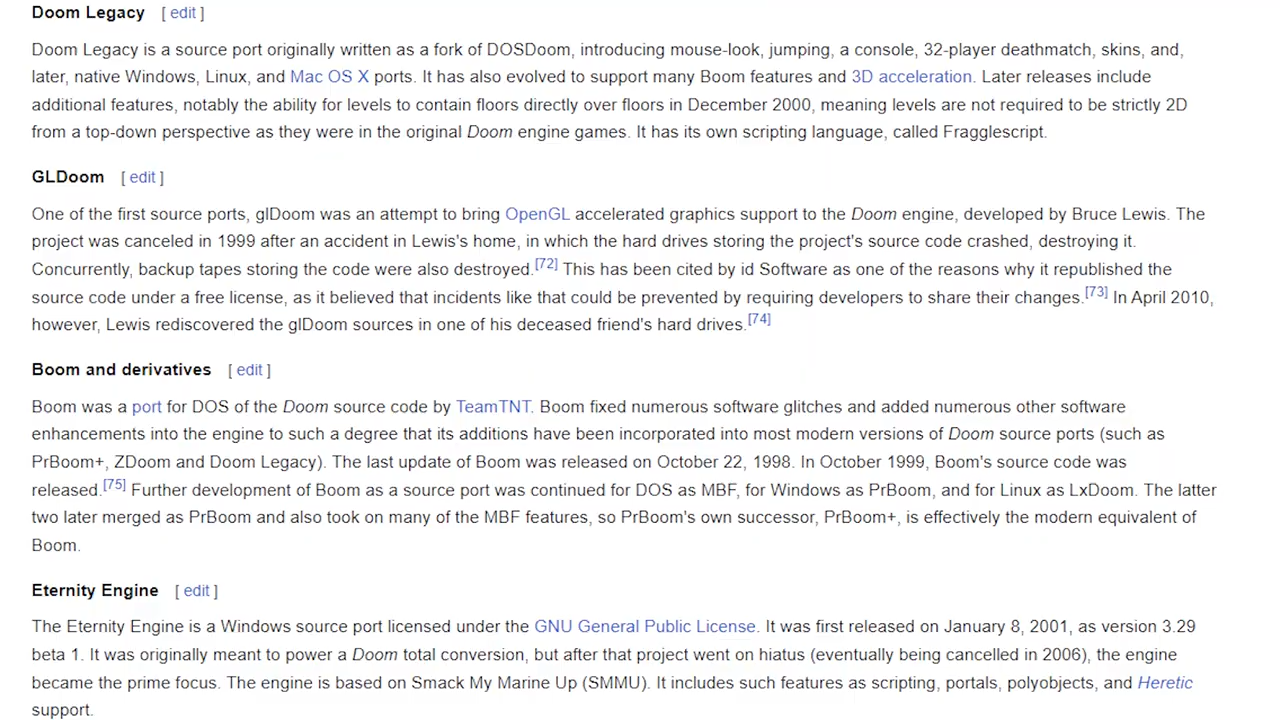 Doom Legacy [ edit ]
Doom Legacy is a source port originally written as a fork of DOSDoom, introducing mouse-look, jumping, a console, 32-player deathmatch, skins, and,
later, native Windows, Linux, and Mac OS X ports. It has also evolved to support many Boom features and 3D acceleration. Later releases include
additional features, notably the ability for levels to contain floors directly over floors in December 2000, meaning levels are not required to be strictly 2D
from a top-down perspective as they were in the original Doom engine games. It has its own scripting language, called Fragglescript.
GLDoom [ edit ]
One of the first source ports, glDoom was an attempt to bring OpenGL accelerated graphics support to the Doom engine, developed by Bruce Lewis. The
project was canceled in 1999 after an accident in Lewis's home, in which the hard drives storing the project's source code crashed, destroying it.
Concurrently, backup tapes storing the code were also destroyed.[72] This has been cited by id Software as one of the reasons why it republished the
source code under a free license, as it believed that incidents like that could be prevented by requiring developers to share their changes.[73] In April 2010,
however, Lewis rediscovered the glDoom sources in one of his deceased friend's hard drives.[74]
Boom and derivatives [ edit ]
Boom was a port for DOS of the Doom source code by TeamTNT. Boom fixed numerous software glitches and added numerous other software
enhancements into the engine to such a degree that its additions have been incorporated into most modern versions of Doom source ports (such as
PrBoom+, ZDoom and Doom Legacy). The last update of Boom was released on October 22, 1998. In October 1999, Boom's source code was
released.[75] Further development of Boom as a source port was continued for DOS as MBF, for Windows as PrBoom, and for Linux as LxDoom. The latter
two later merged as PrBoom and also took on many of the MBF features, so PrBoom's own successor, PrBoom+, is effectively the modern equivalent of
Boom.
Eternity Engine [ edit ]
The Eternity Engine is a Windows source port licensed under the GNU General Public License. It was first released on January 8, 2001, as version 3.29
beta 1. It was originally meant to power a Doom total conversion, but after that project went on hiatus (eventually being cancelled in 2006), the engine
became the prime focus. The engine is based on Smack My Marine Up (SMMU). It includes such features as scripting, portals, polyobjects, and Heretic
support.